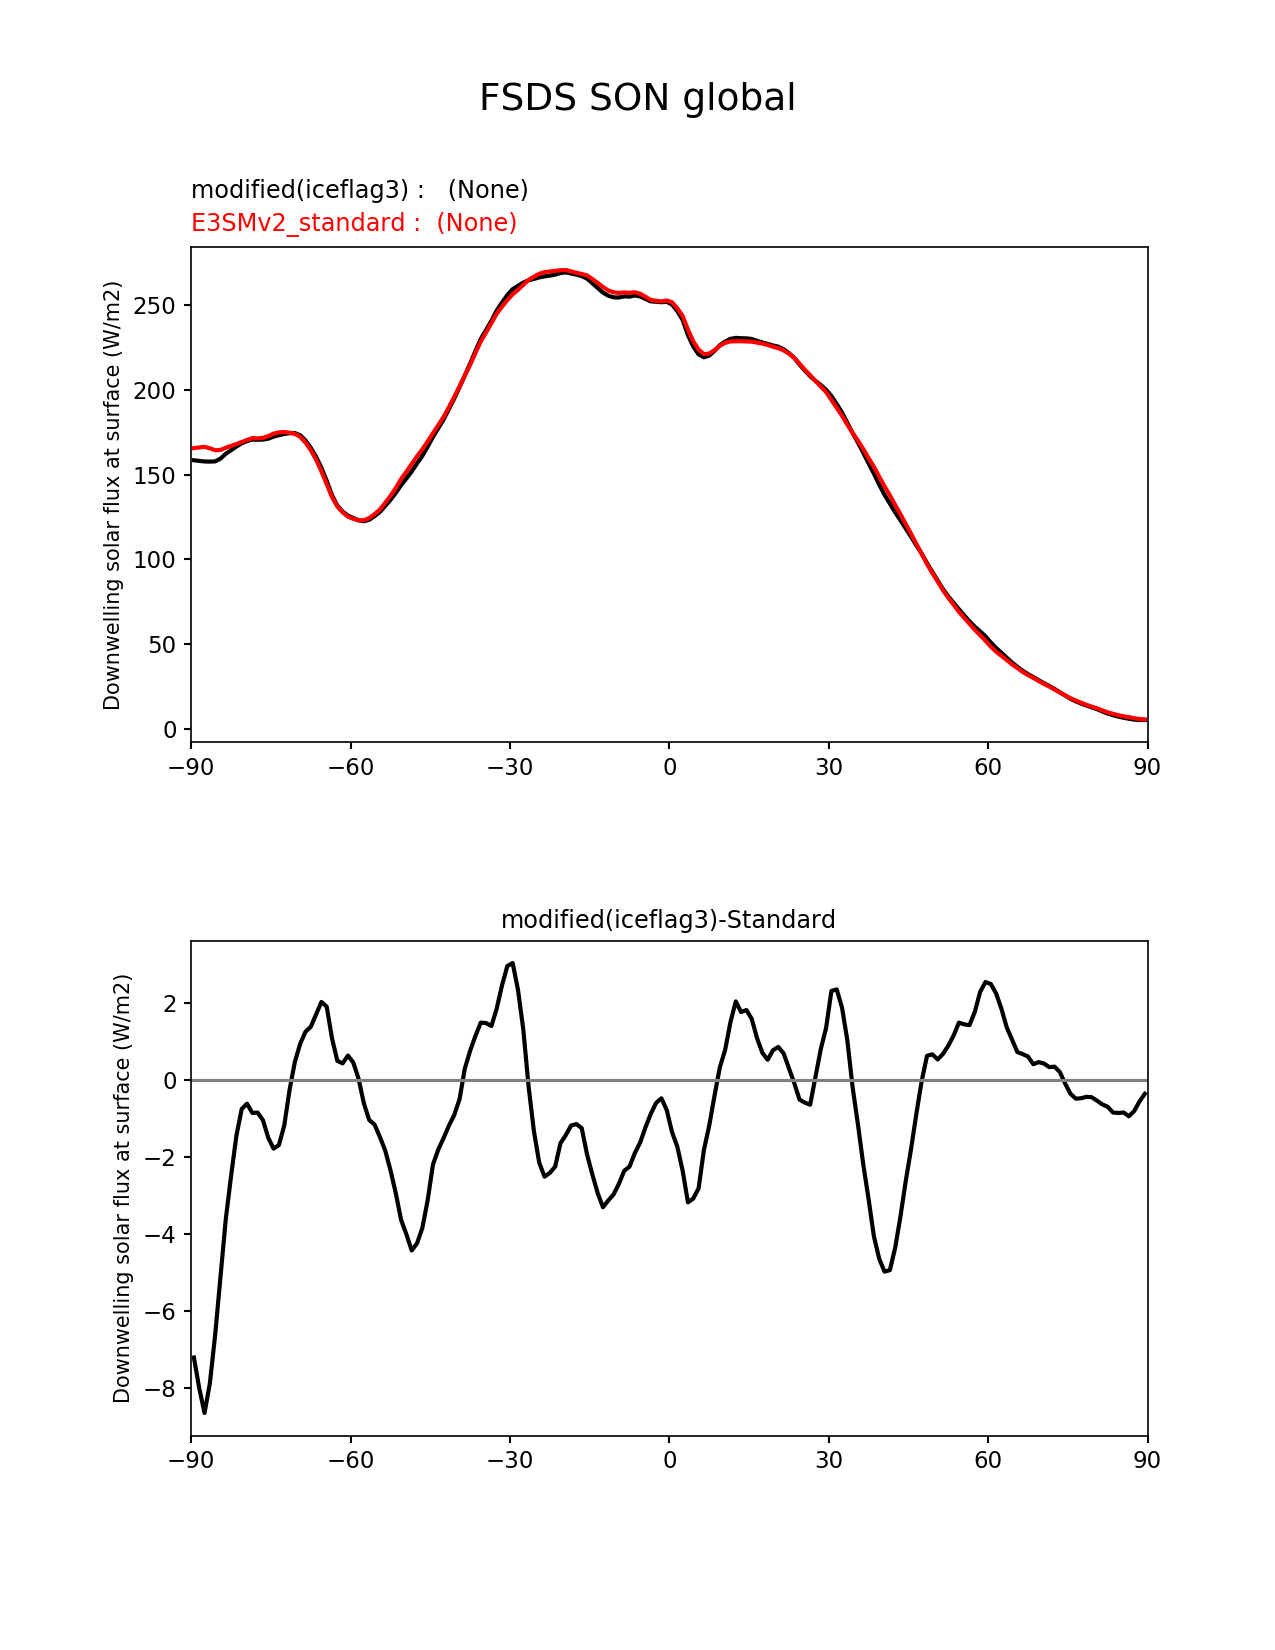 FSDS SON global
modified(iceflag3) :   (None)
E3SMv2_standard :  (None)
Downwelling solar flux at surface (W/m2)
250
200
150
100
50
0
−90 −60 −30 0 30 60 90
modified(iceflag3)-Standard
Downwelling solar flux at surface (W/m2)
2
0
−2
−4
−6
−8
−90 −60 −30 0 30 60 90